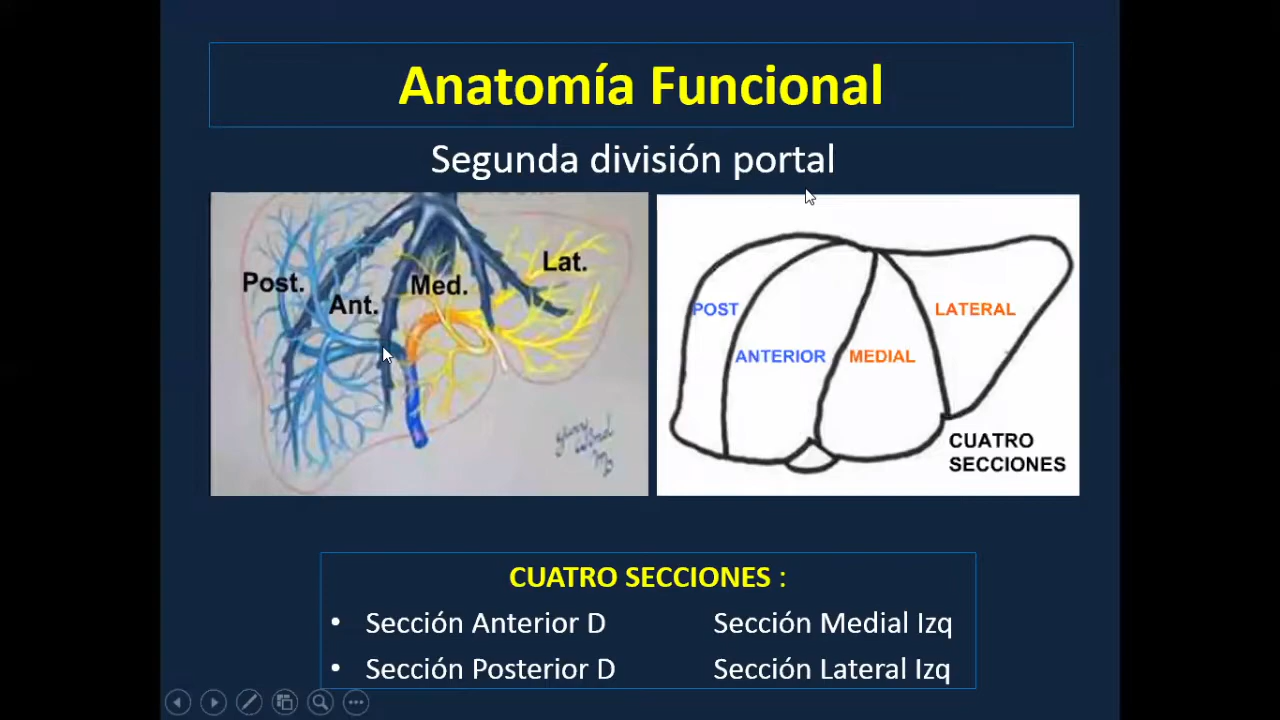 Anatomía Funcional
Segunda división portal
Post.
Ant.
Med.
Lat.
POST
ANTERIOR
MEDIAL
LATERAL
CUATRO
SECCIONES
CUATRO SECCIONES :
• Sección Anterior D Sección Medial Izq
• Sección Posterior D Sección Lateral Izq